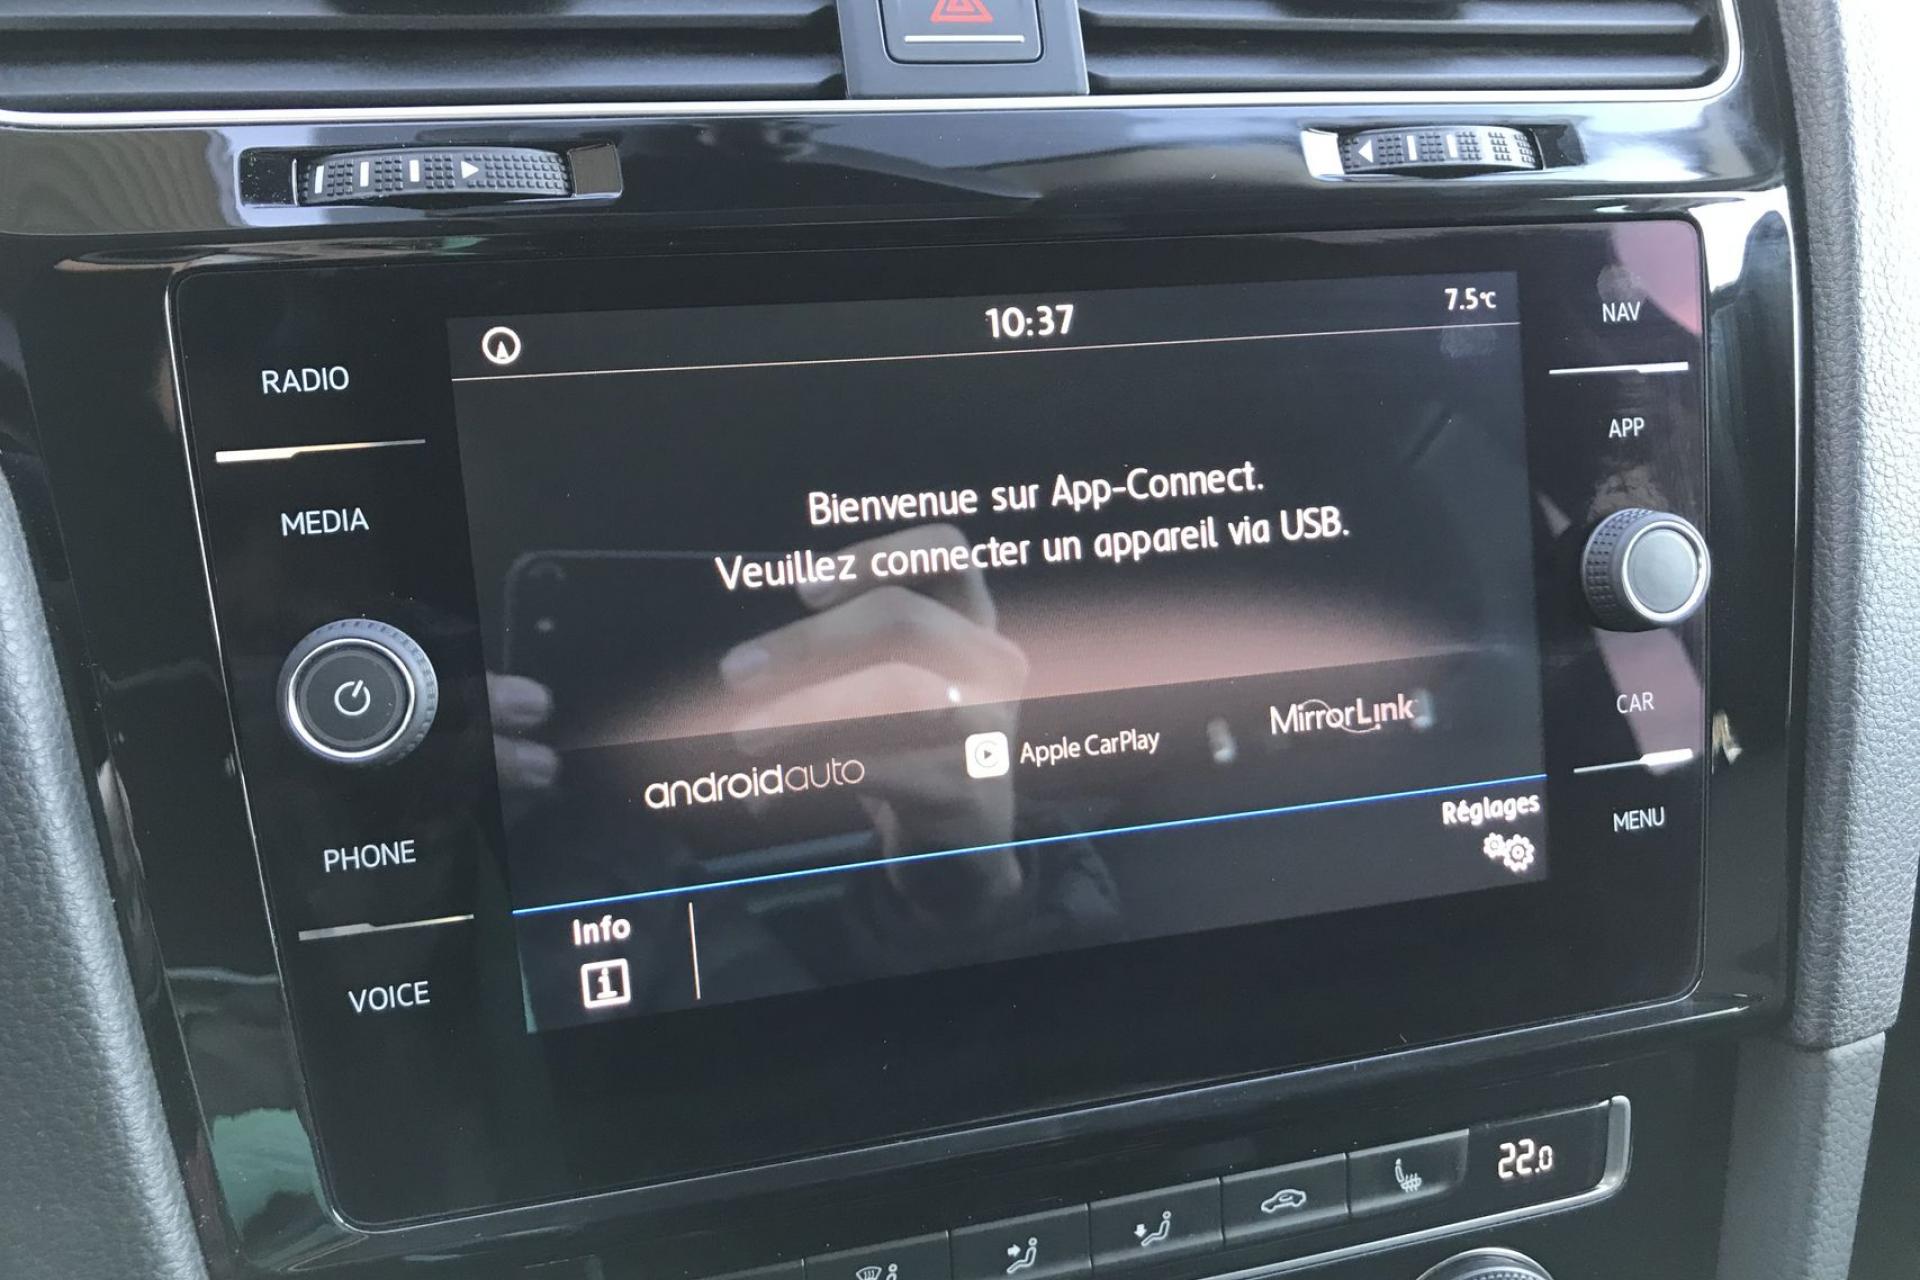 10:37
7.5°C
NAV
RADIO
APP
MEDIA
Bienvenue sur App-Connect.
Veuillez connecter un appareil via USB.
CAR
androidauto
Apple CarPlay
MirrorLink
Réglages
MENU
PHONE
Info
VOICE
22.0